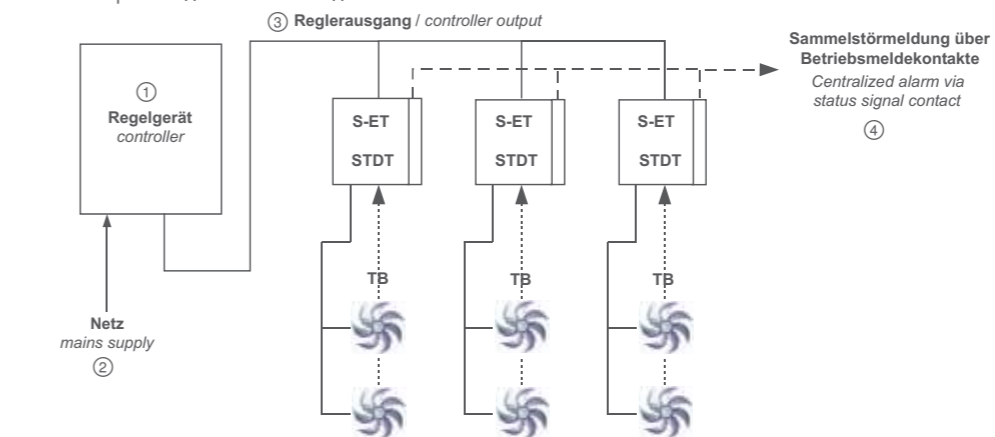 ③ Reglerausgang / controller output
Sammelstörmeldung über
Betriebsmeldekontakte
Centralized alarm via
status signal contact
④
①
Regelgerät
controller
S-ET
STDT
S-ET
STDT
S-ET
STDT
TB
TB
TB
Netz
mains supply
②